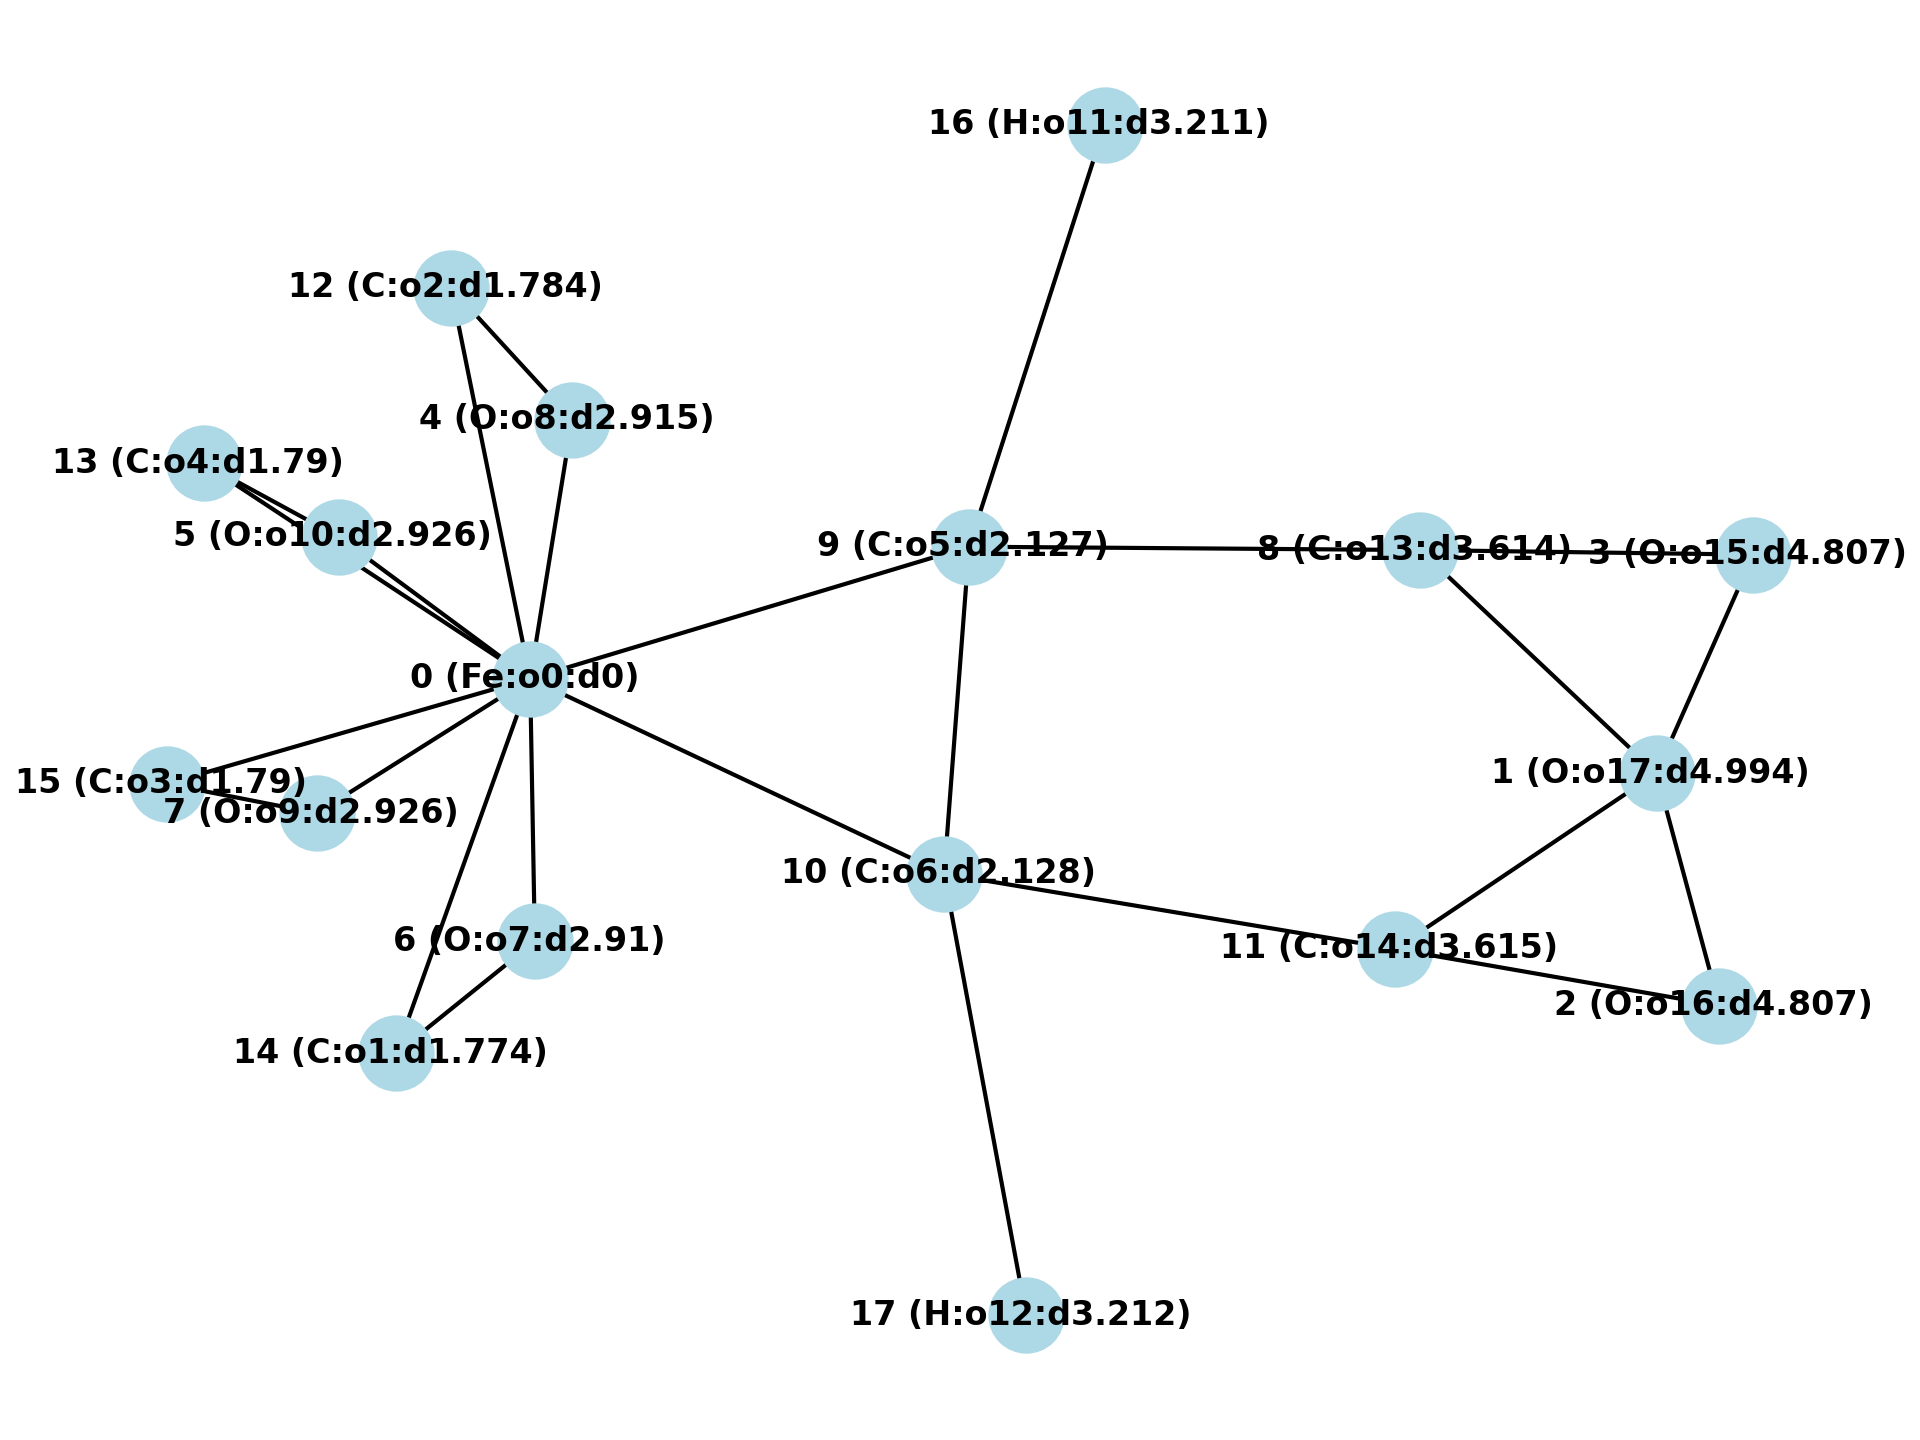 16 (H:o11:d3.211)
12 (C:o2:d1.784)
4 (O:o8:d2.915)
13 (C:o4:d1.79)
5 (O:o10:d2.926)
9 (C:o5:d2.127)
8 (C:o13:d3.614)
3 (O:o15:d4.807)
0 (Fe:o0:d0)
15 (C:o3:d1.79)
7 (O:o9:d2.926)
1 (O:o17:d4.994)
10 (C:o6:d2.128)
6 (O:o7:d2.91)
11 (C:o14:d3.615)
2 (O:o16:d4.807)
14 (C:o1:d1.774)
17 (H:o12:d3.212)